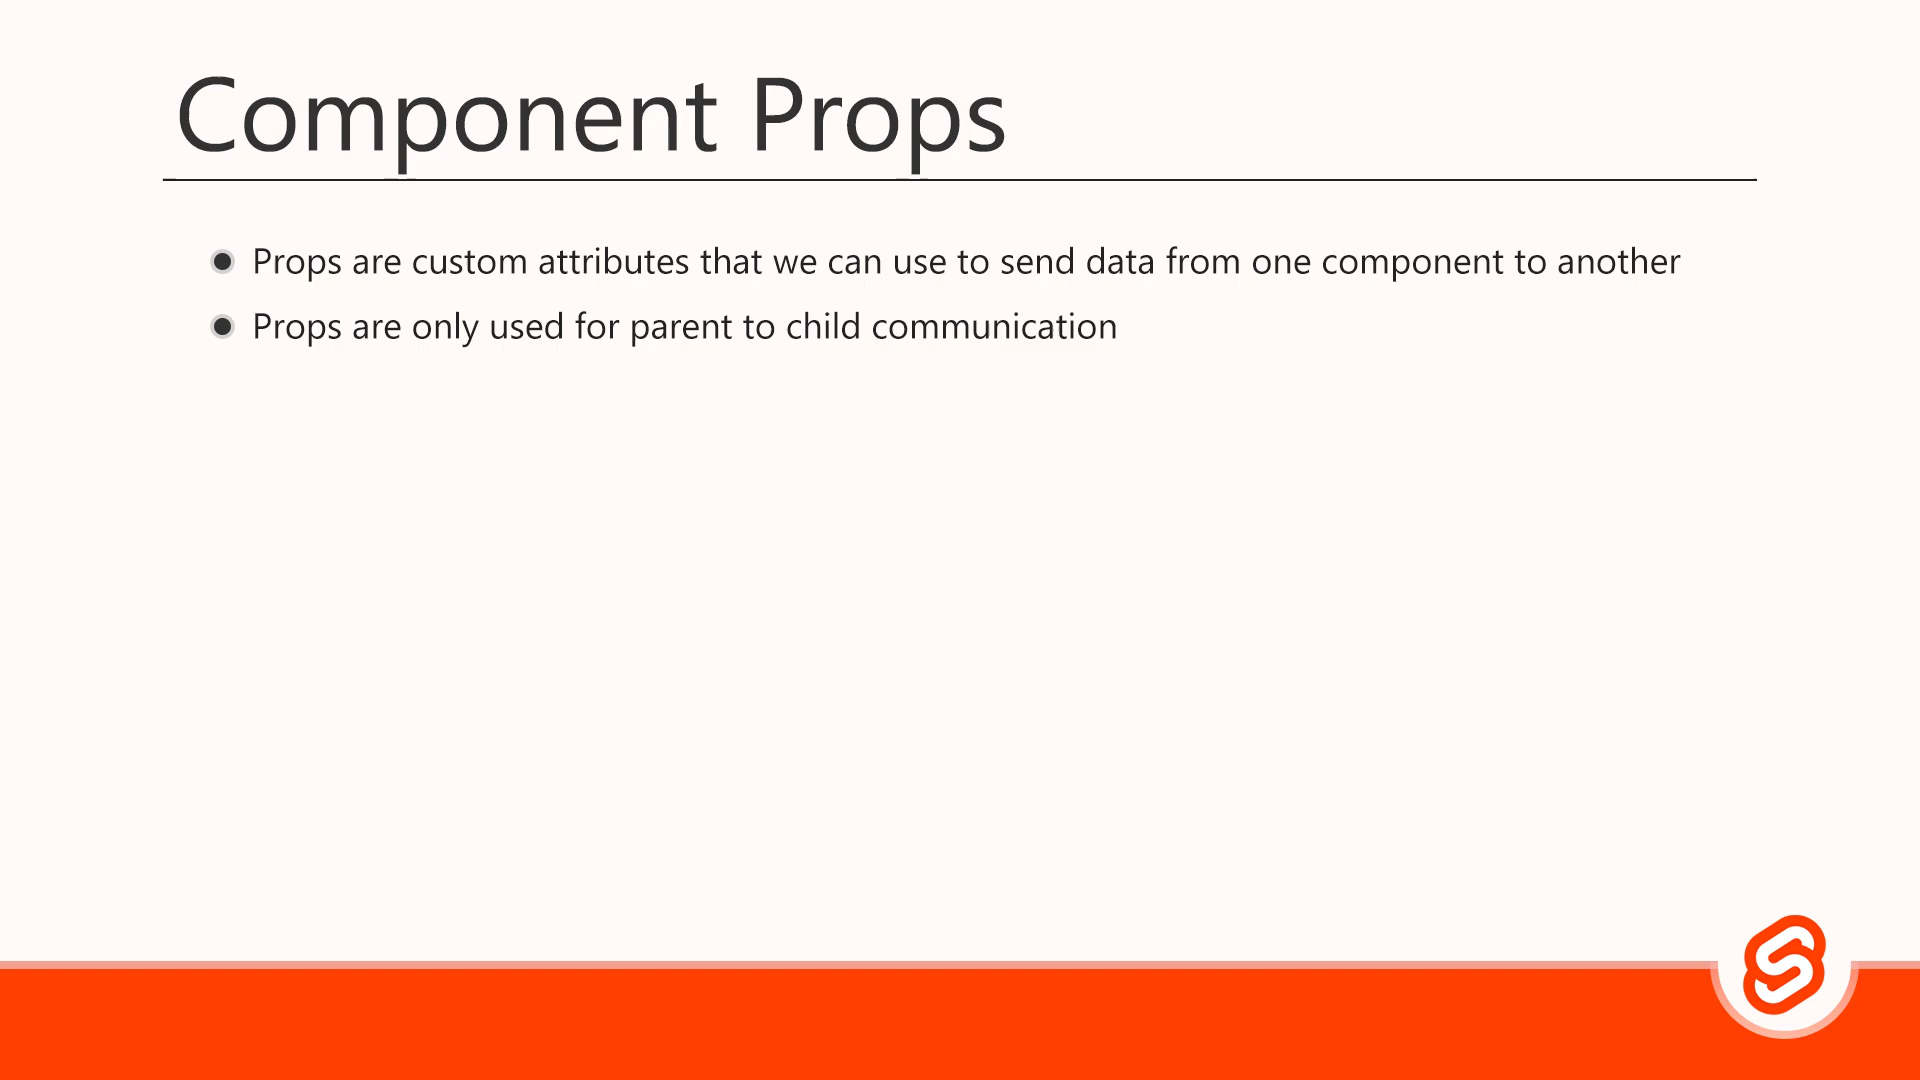 Component Props
Props are custom attributes that we can use to send data from one component to another
Props are only used for parent to child communication